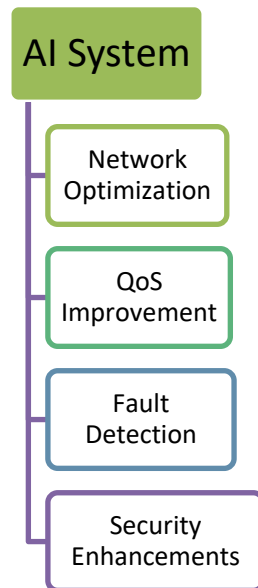 AI System
Network
Optimization
QoS
Improvement
Fault
Detection
Security
Enhancements